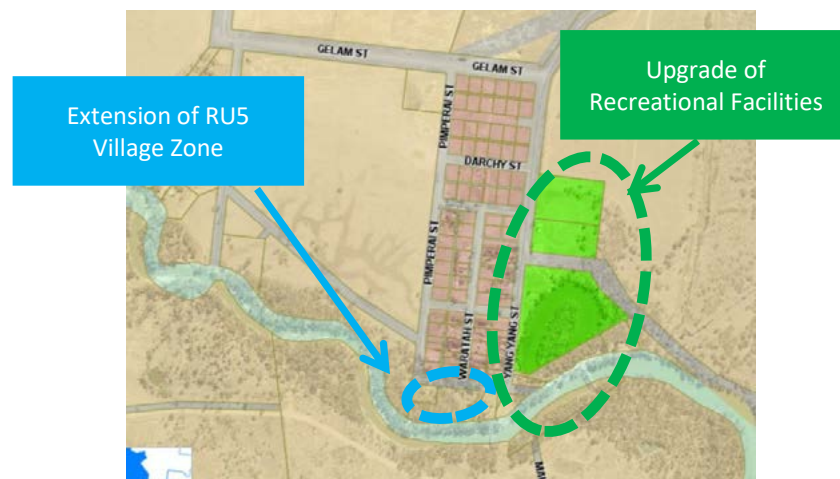 GELAM ST
GELAM ST
Upgrade of
Recreational Facilities
Extension of RU5
Village Zone
PIMPERAI ST
DARCHY ST
PIMPERAI ST
WARATAH ST
YANG YANG ST